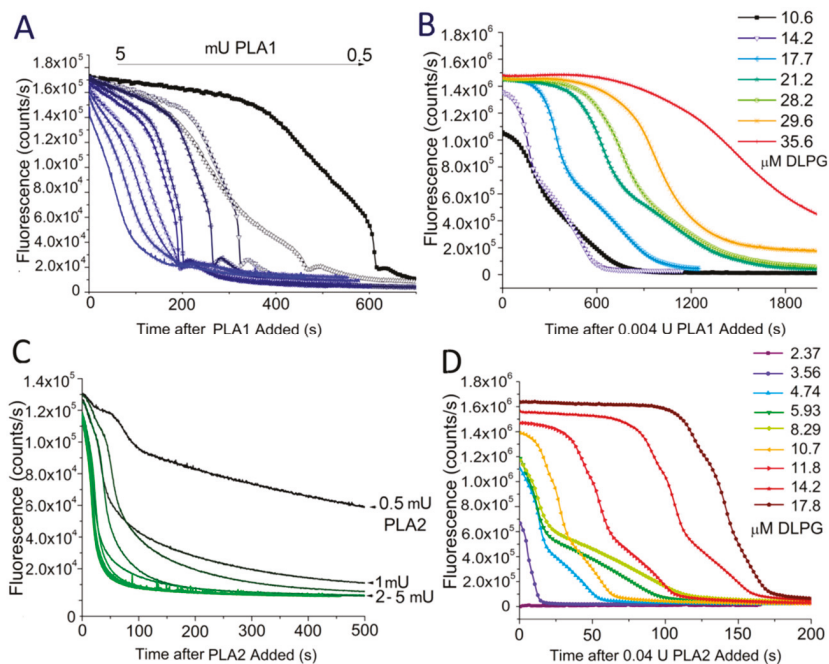 A
5 mU PLA1 0.5
Fluorescence (counts/s)
1.8x10⁵
1.6x10⁵
1.4x10⁵
1.2x10⁵
1.0x10⁵
8.0x10⁴
6.0x10⁴
4.0x10⁴
2.0x10⁴
0
0 200 400 600
Time after PLA1 Added (s)
B
Fluorescence (counts/s)
1.8x10⁶
1.6x10⁶
1.4x10⁶
1.2x10⁶
1.0x10⁶
8.0x10⁵
6.0x10⁵
4.0x10⁵
2.0x10⁵
0
0 600 1200 1800
Time after 0.004 U PLA1 Added (s)
10.6
14.2
17.7
21.2
28.2
29.6
35.6
µM DLPG
C
Fluorescence (counts/s)
1.4x10⁵
1.2x10⁵
1.0x10⁵
8.0x10⁴
6.0x10⁴
4.0x10⁴
2.0x10⁴
0
0 100 200 300 400 500
Time after PLA2 Added (s)
0.5 mU
PLA2
1mU
2-5 mU
D
Fluorescence (counts/s)
1.8x10⁶
1.6x10⁶
1.4x10⁶
1.2x10⁶
1.0x10⁶
8.0x10⁵
6.0x10⁵
4.0x10⁵
2.0x10⁵
0.0
0 50 100 150 200
Time after 0.04 U PLA2 Added (s)
2.37
3.56
4.74
5.93
8.29
10.7
11.8
14.2
17.8
µM DLPG